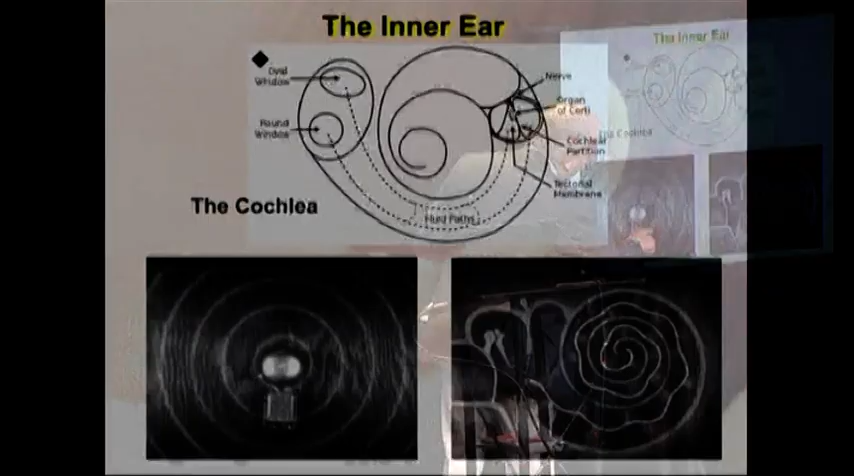 The Inner Ear
The Inner Ear
Oval
Window
Nerve
Organ
of Corti
Round
Window
Cochlear
Partition
The Cochlea
Tectorial
Membrane
The Cochlea
Fluid Paths